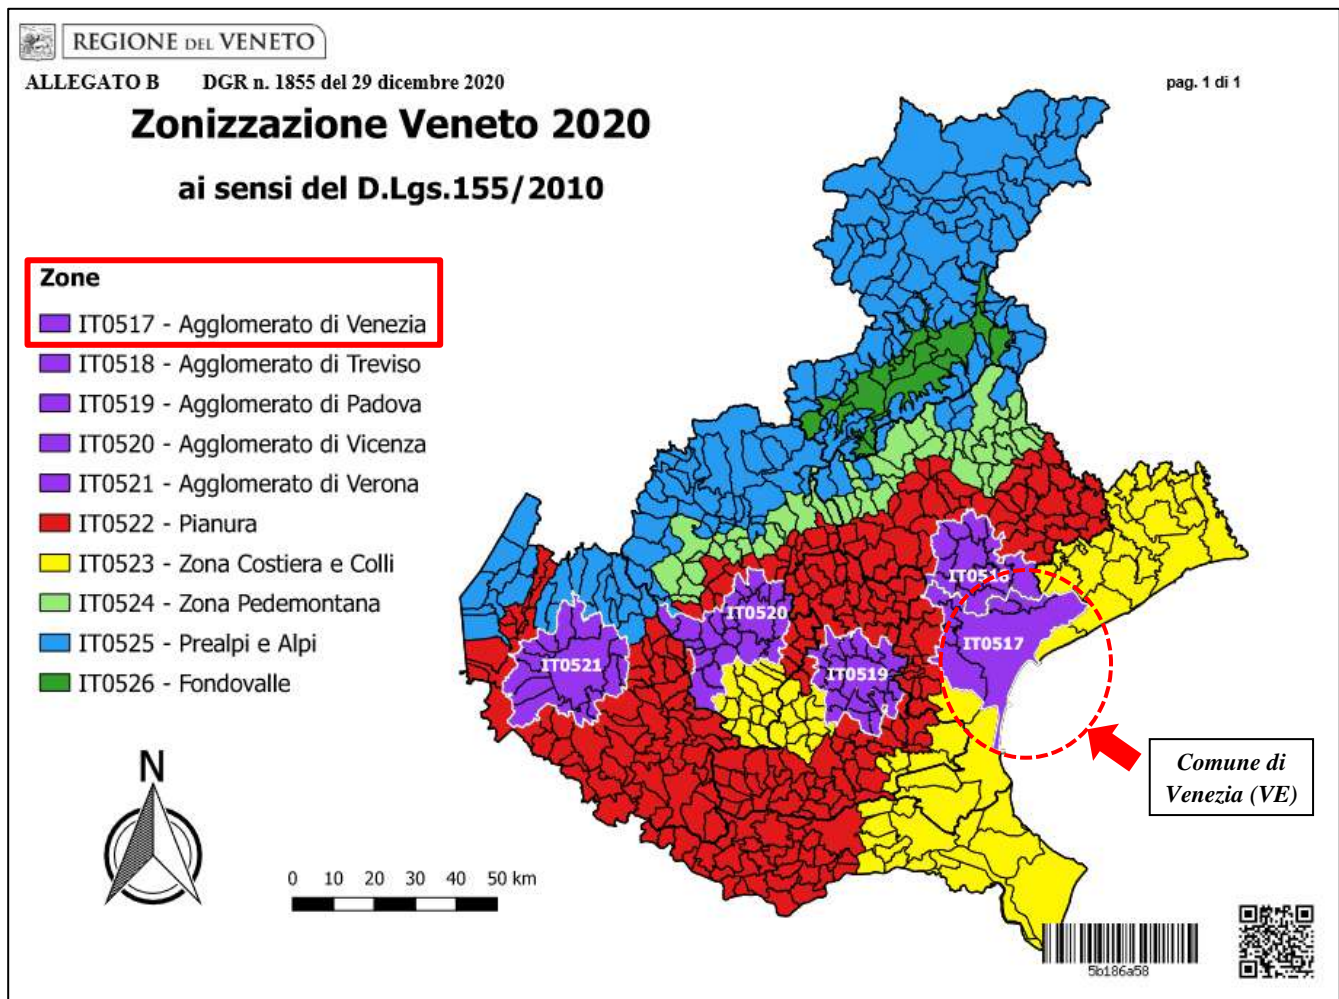 REGIONE DEL VENETO
ALLEGATO B DGR n. 1855 del 29 dicembre 2020
pag. 1 di 1
Zonizzazione Veneto 2020
ai sensi del D.Lgs.155/2010
Zone
IT0517 - Agglomerato di Venezia
IT0518 - Agglomerato di Treviso
IT0519 - Agglomerato di Padova
IT0520 - Agglomerato di Vicenza
IT0521 - Agglomerato di Verona
IT0522 - Pianura
IT0523 - Zona Costiera e Colli
IT0524 - Zona Pedemontana
IT0525 - Prealpi e Alpi
IT0526 - Fondovalle
IT0518
IT0520
IT0517
IT0521
IT0519
Comune di
Venezia (VE)
N
0 10 20 30 40 50 km
5b186a58